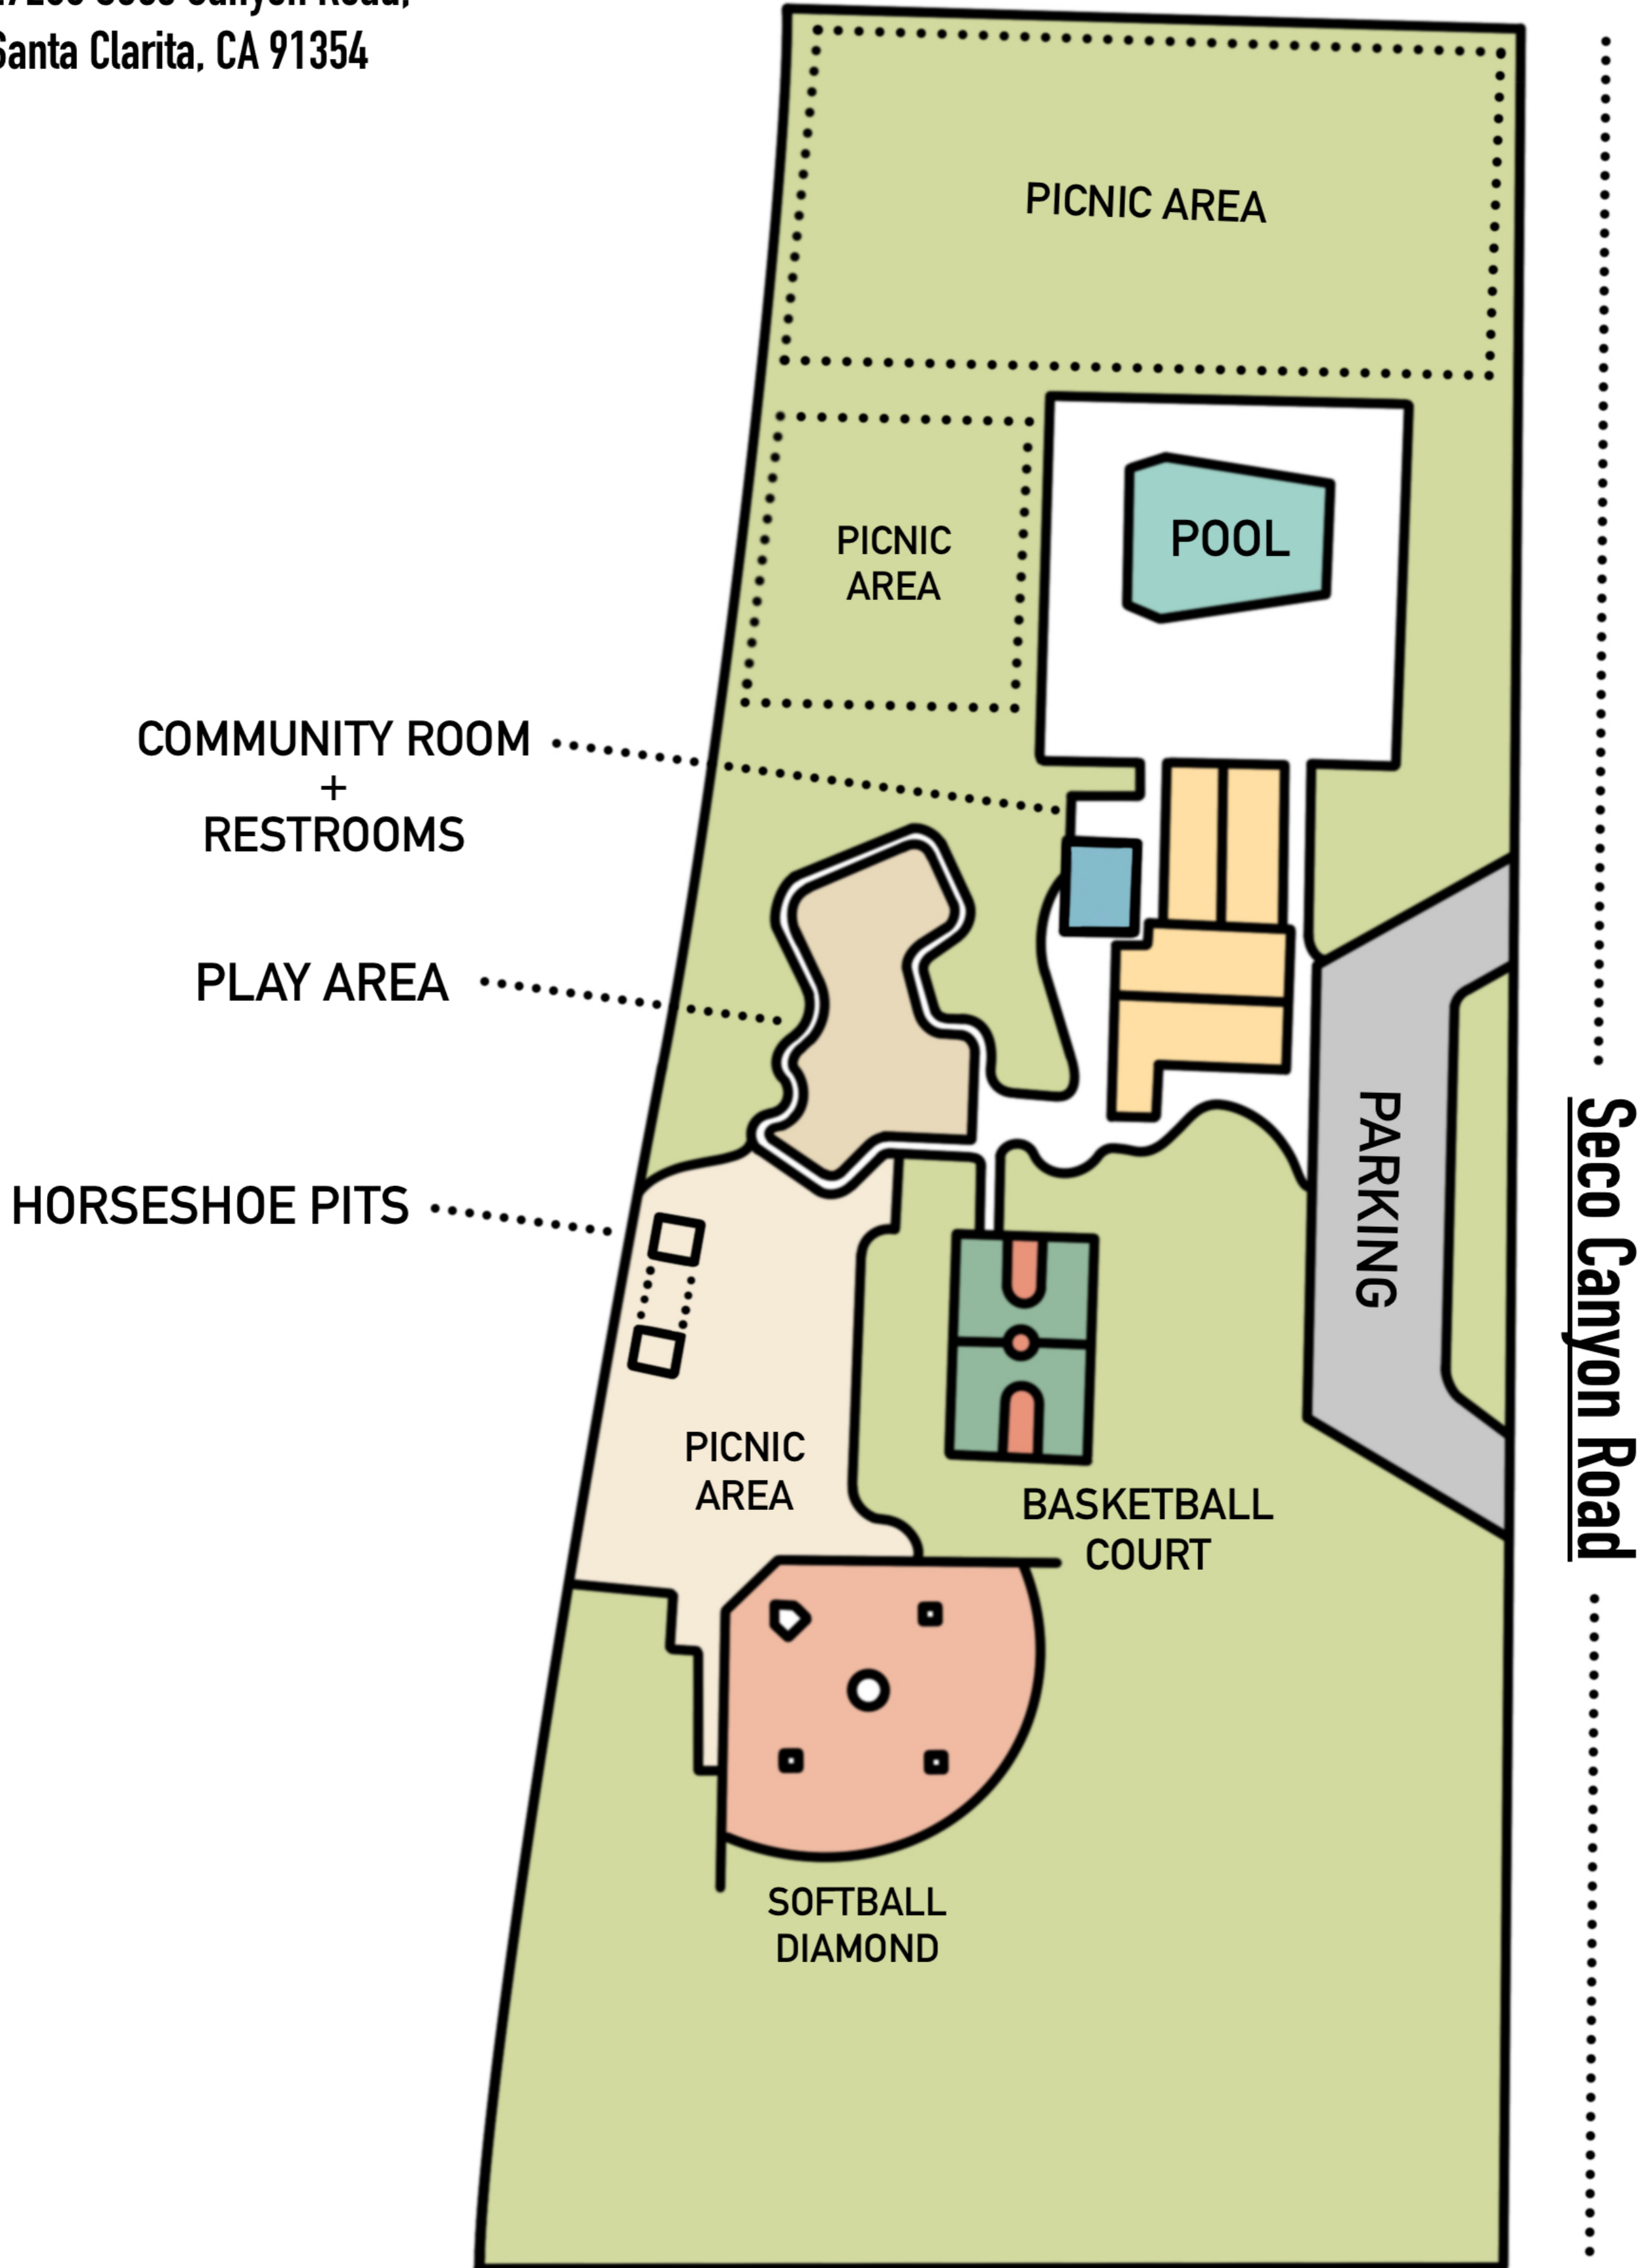 Santa Clarita, CA 91354
PICNIC AREA
PICNIC
AREA
POOL
COMMUNITY ROOM
+
RESTROOMS
PLAY AREA
HORSESHOE PITS
PARKING
Seco Canyon Road
PICNIC
AREA
BASKETBALL
COURT
SOFTBALL
DIAMOND